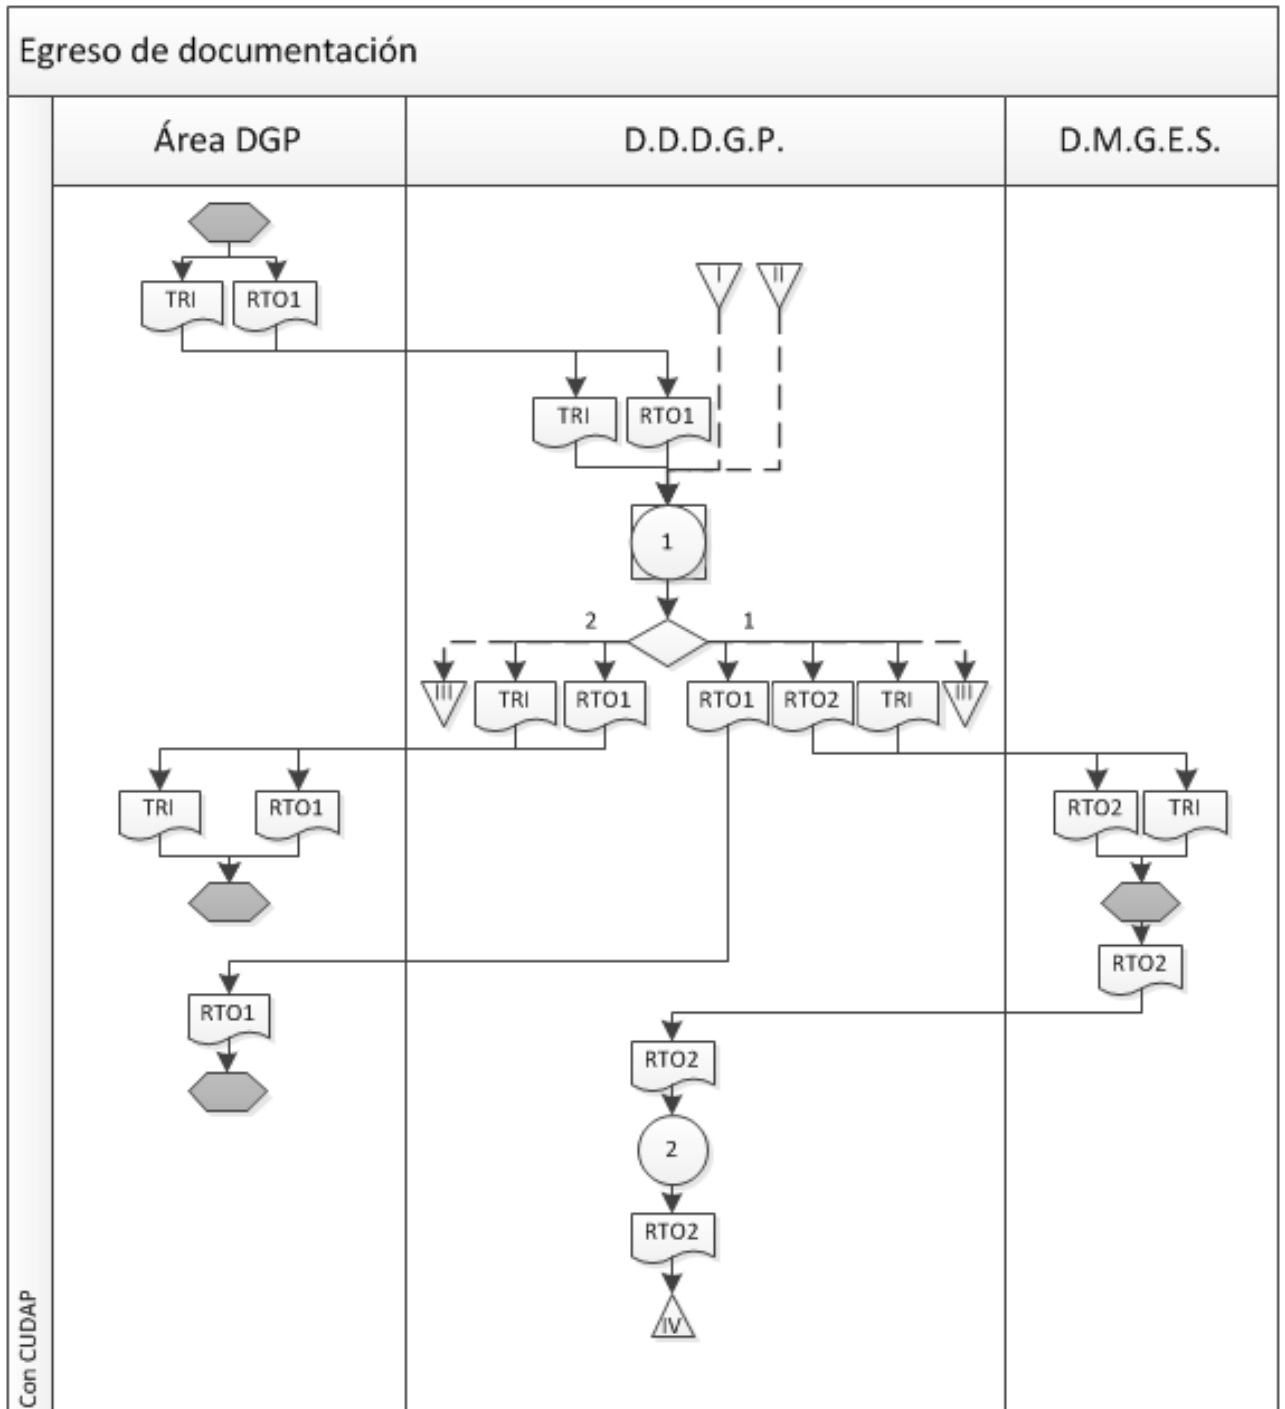 Egreso de documentación
Área DGP
D.D.D.G.P.
D.M.G.E.S.
I
II
TRI
RTO1
TRI
RTO1
1
2
1
III
TRI
RTO1
RTO1
RTO2
TRI
III
TRI
RTO1
RTO2
TRI
RTO2
RTO1
RTO2
2
RTO2
IV
Con CUDAP